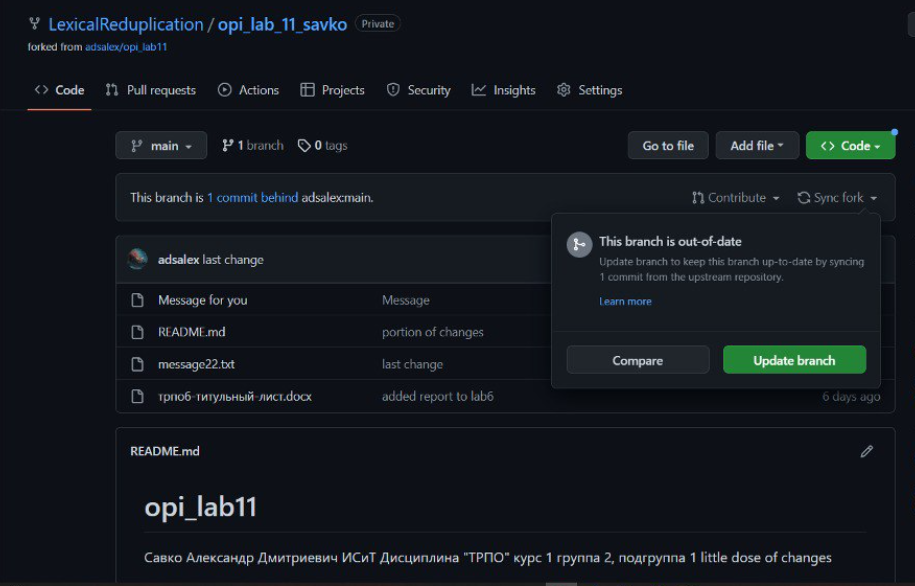 LexicalReduplication / opi_lab_11_savko Private
forked from adsalex/opi_lab11
Code Pull requests Actions Projects Security Insights Settings
main 1 branch 0 tags Go to file Add file Code
This branch is 1 commit behind adsalex:main. Contribute Sync fork
This branch is out-of-date
Update branch to keep this branch up-to-date by syncing
1 commit from the upstream repository.
Learn more
Compare Update branch
adsalex last change
Message for you Message
README.md portion of changes
message22.txt last change
трпо6-титульный-лист.docx added report to lab6 6 days ago
README.md
opi_lab11
Савко Александр Дмитриевич ИСиТ Дисциплина "ТРПО" курс 1 группа 2, подгруппа 1 little dose of changes